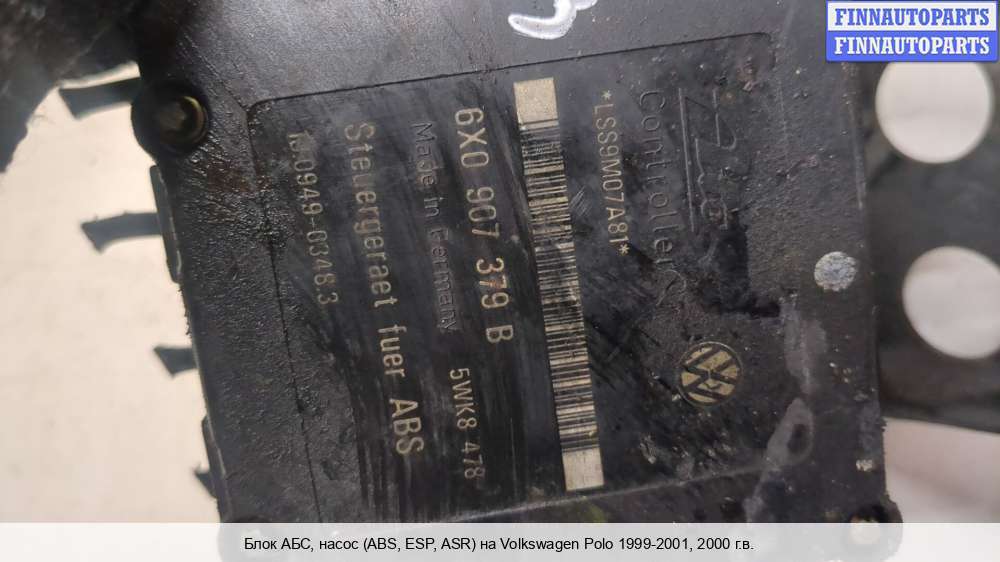 FINNAUTOPARTS
FINNAUTOPARTS
Controller
*LSS9M07A81*
6X0 907 379 B
Made in Germany 5WK8 478
Steuergeraet fuer ABS
Блок АБС, насос (ABS, ESP, ASR) на Volkswagen Polo 1999-2001, 2000 г.в.